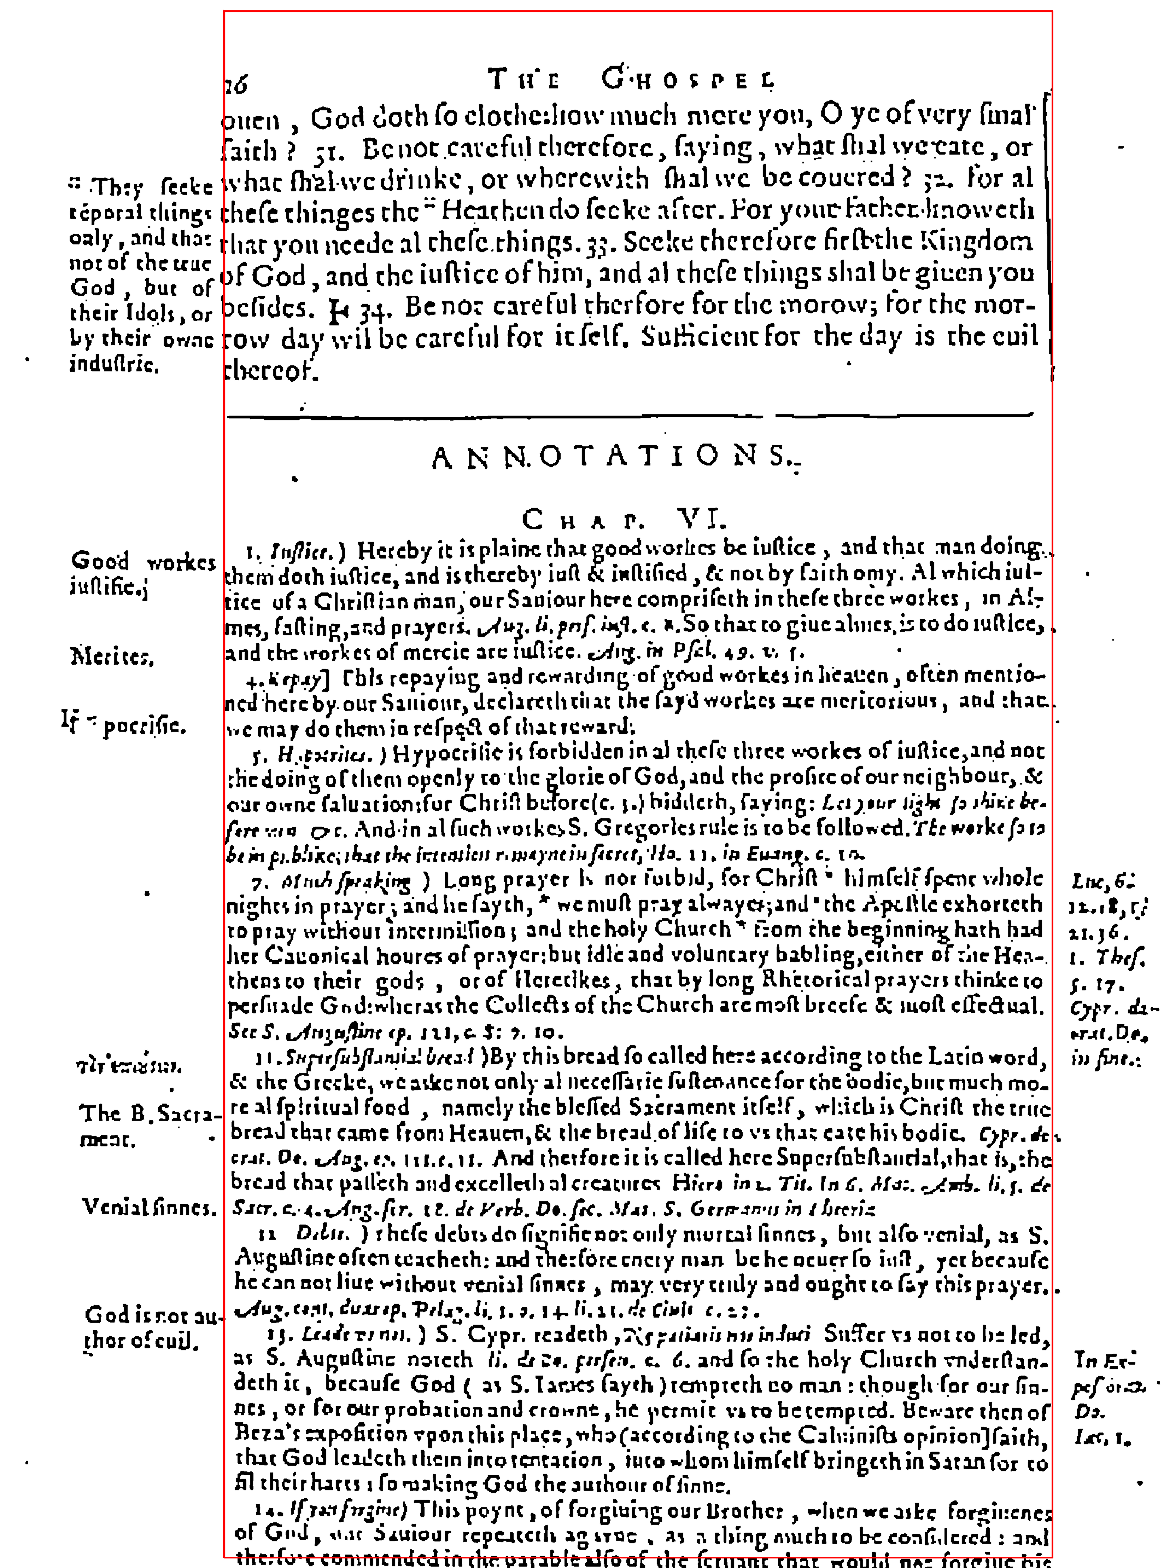 16 THE GHOSPEL
ouen, God doth ſo clothe: how much more you, O ye of very ſmal
faith? 31. Be not careful therefore, ſaying, what ſhal we eate, or
what ſhal we drinke, or wherewith ſhal we be couered? 32. for al
theſe thinges the " Heathen do ſeeke after. For your Father knoweth
that you neede al theſe things. 33. Seeke therefore firſt the Kingdom
of God, and the iuſtice of him, and al theſe things shal be giuen you
beſides. 34. Be not careful therfore for the morow; for the mor-
row day wil be careful for it ſelf. Sufficient for the day is the euil
thereof.
" They ſeeke
tēporal things
only, and that
not of the true
God, but of
their Idols, or
by their owne
induſtrie.
ANNOTATIONS.
CHAP. VI.
1. Iuſtice.) Hereby it is plaine that good workes be iuſtice, and that man doing
them doth iuſtice, and is thereby iuſt & iuſtified, & not by faith only. Al which iuſ-
tice of a Chriſtian man, our Sauiour here compriſeth in theſe three workes, in Al-
mes, faſting, and prayers. Aug. li. perf. iuſt. c. 8. So that to giue almes, is to do iuſtice,
and the workes of mercie are iuſtice. Aug. in Pſal. 49. v. 5.
Good workes
iuſtifie.
4. Repay] This repaying and rewarding of good workes in heauen, often mentio-
ned here by our Sauiour, declareth that the ſayd workes are meritorious, and that
we may do them in reſpect of that reward.
Merites.
5. Hypocrites.) Hypocriſie is forbidden in al theſe three workes of iuſtice, and not
the doing of them openly to the glorie of God, and the profite of our neighbour, &
our owne ſaluation: for Chriſt before (c. 5.) biddeth, ſaying: Let your light ſo shine be-
fore men &c. And in al ſuch workes S. Gregories rule is to be followed. The worke ſo to
be in publike, that the intention remayne in ſecret, Ho. 11. in Euang. c. 10.
Hypocriſie.
7. Much ſpeaking) Long prayer is not forbid, for Chriſt * himſelf ſpent whole
nights in prayer; and he ſayth, * we muſt pray alwayes; and * the Apoſtle exhorteth
to pray without intermiſſion; and the holy Church * from the beginning hath had
her Canonical houres of prayer: but idle and voluntary babling, either of the Hea-
thens to their gods, or of Heretikes, that by long Rhetorical prayers thinke to
perſuade God: wheras the Collects of the Church are moſt breefe & moſt effectual.
See S. Auguſtine ep. 121, c. 8. 9. 10.
Luc, 6.
12. 18,
21. 36.
1. Theſ.
5. 17.
Cypr. de
orat. Do.
in fine.
11. Superſubſtantial bread) By this bread ſo called here according to the Latin word,
& the Greeke, we aske not only al neceſſarie ſuſtenance for the bodie, but much mo-
re al ſpiritual food, namely the bleſſed Sacrament itſelf, which is Chriſt the true
bread that came from Heauen, & the bread of life to vs that eate his bodie. Cypr. de
orat. Do. Aug. ep. 121. c. 11. And therfore it is called here Superſubſtancial, that is, the
bread that paſſeth and excelleth al creatures Hiero in 2. Tit. In 6. Mat. Amb. li. 5. de
Sacr. c. 4. Aug. ſer. 28. de Verb. Do. ſec. Mat. S. Germanus in Theoria
The B. Sacra-
ment.
12 Debts.) Theſe debts do ſignifie not only mortal ſinnes, but alſo venial, as S.
Auguſtine often teacheth: and therfore euery man be he neuer ſo iuſt, yet becauſe
he can not liue without venial ſinnes, may very truly and ought to ſay this prayer.
Aug. cont. duas ep. Pelag. li. 1. c. 14. li. 21. de Ciuit c. 27.
Venial ſinnes.
13. Leade vs not.) S. Cypr. readeth, Ne patiaris nos induci Suffer vs not to be led,
as S. Auguſtine noteth li. de bo. perſeu. c. 6. and ſo the holy Church vnderſtan-
deth it, becauſe God (as S. Iames ſayth) tempteth no man: though for our ſin-
nes, or for our probation and crowne, he permit vs to be tempted. Beware then of
Beza's expoſition vpon this place, who (according to the Caluiniſts opinion] ſaith,
that God leadeth them into tentation, into whom himſelf bringeth in Satan for to
fil their harts: ſo making God the authour of ſinne.
God is not au-
thor of euil.
Do.
Iac, 1.
14. If you forgiue) This poynt, of forgiuing our Brother, when we aske forgiuenes
of God, our Sauiour repeateth agayne, as a thing much to be conſidered: and
therfore commended in the parable alſo of the ſeruant that would not forgiue his